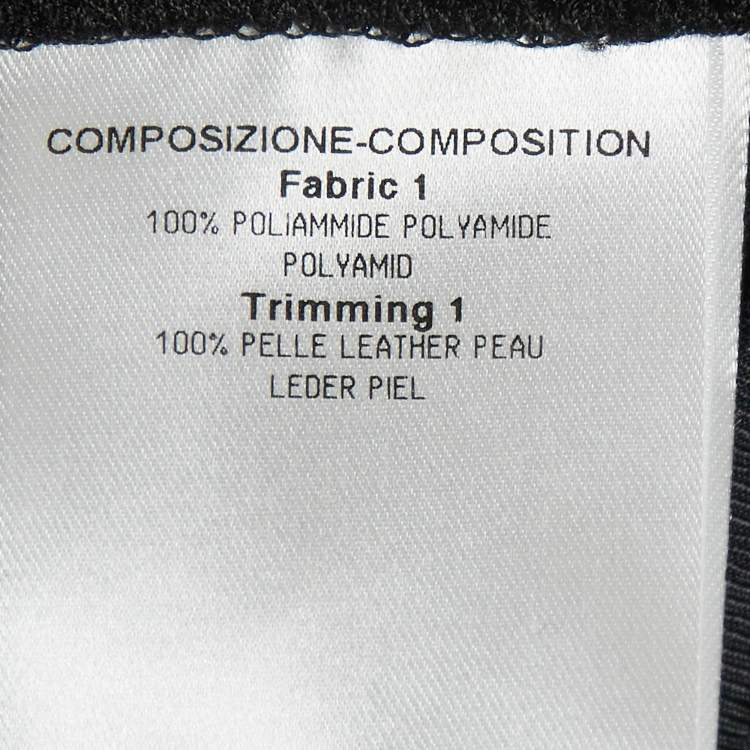 COMPOSIZIONE-COMPOSITION
Fabric 1
100% POLIAMMIDE POLYAMIDE
POLYAMID
Trimming 1
100% PELLE LEATHER PEAU
LEDER PIEL